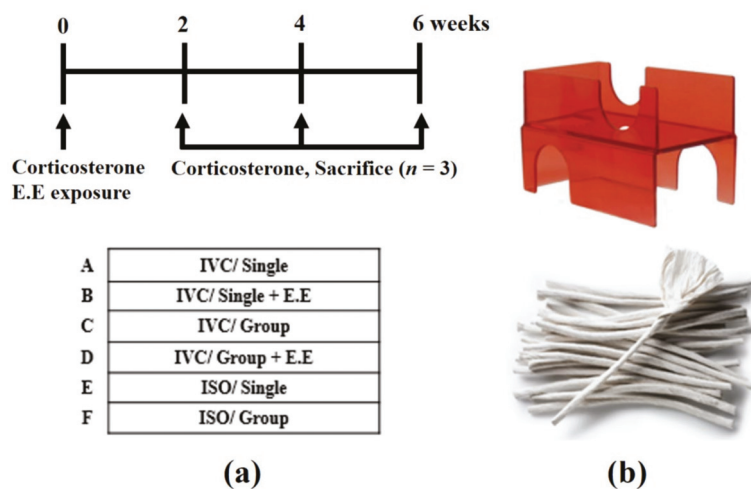 0 2 4 6 weeks
Corticosterone
E.E exposure
Corticosterone, Sacrifice (n = 3)
A IVC/ Single
B IVC/ Single + E.E
C IVC/ Group
D IVC/ Group + E.E
E ISO/ Single
F ISO/ Group
(a) (b)